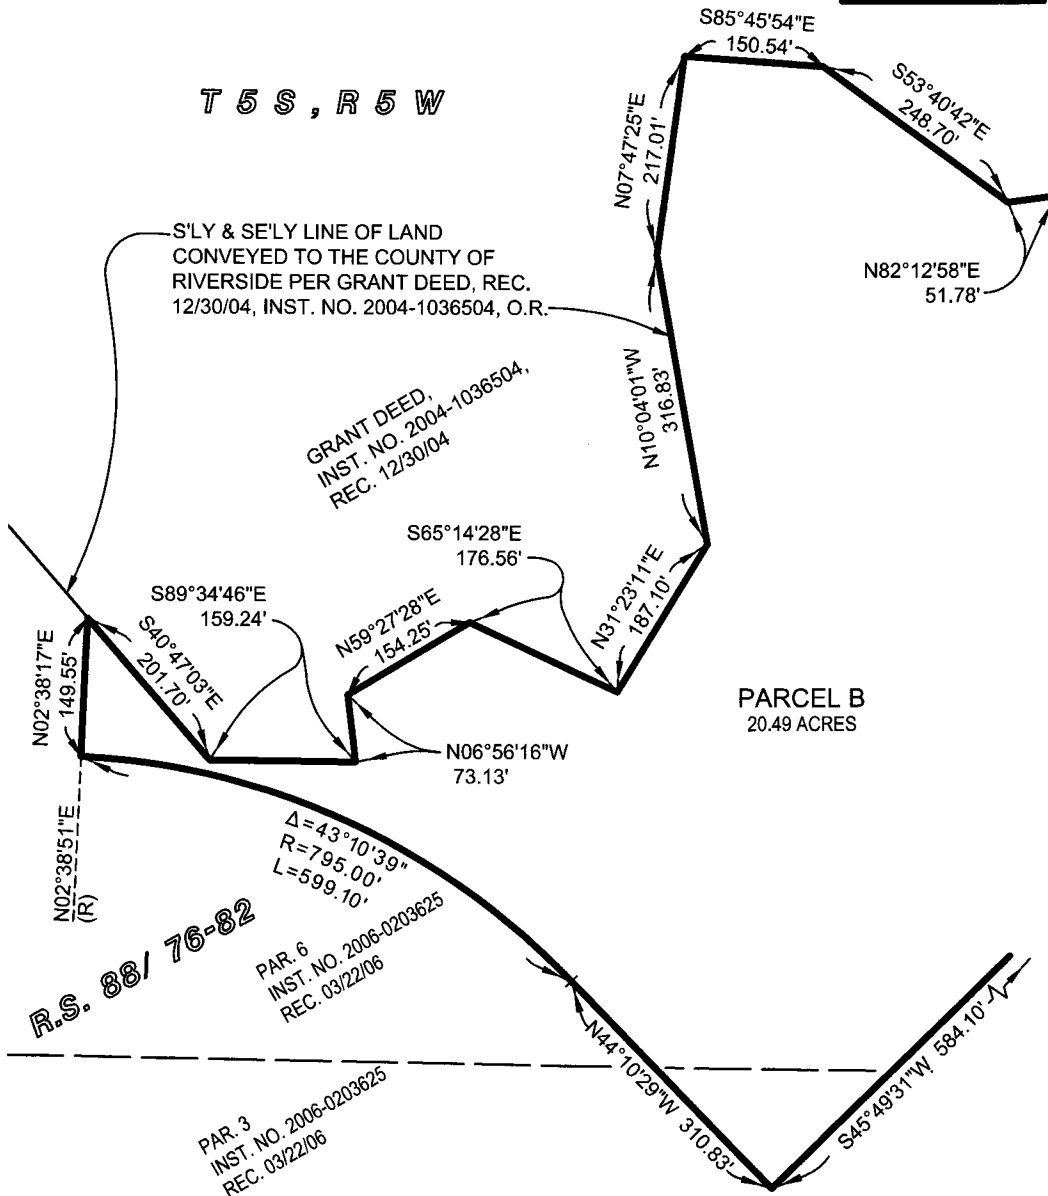 S85°45'54"E
150.54'
T 5 S , R 5 W
S53°40'42"E
248.70'
N07°47'25"E
217.01'
S'LY & SE'LY LINE OF LAND
CONVEYED TO THE COUNTY OF
RIVERSIDE PER GRANT DEED, REC.
12/30/04, INST. NO. 2004-1036504, O.R.
N82°12'58"E
51.78'
GRANT DEED,
INST. NO. 2004-1036504,
REC. 12/30/04
N10°04'01"W
316.83'
S65°14'28"E
176.56'
S89°34'46"E
159.24'
N59°27'28"E
154.25'
N31°23'11"E
187.10'
S40°47'03"E
201.70'
N02°38'17"E
149.55'
PARCEL B
20.49 ACRES
N06°56'16"W
73.13'
N02°38'51"E
(R)
Δ=43°10'39"
R=795.00'
L=599.10'
R.S. 88/ 76-82
PAR. 6
INST. NO. 2006-0203625
REC. 03/22/06
N44°10'29"W 310.83'
S45°49'31"W 584.10'
PAR. 3
INST. NO. 2006-0203625
REC. 03/22/06